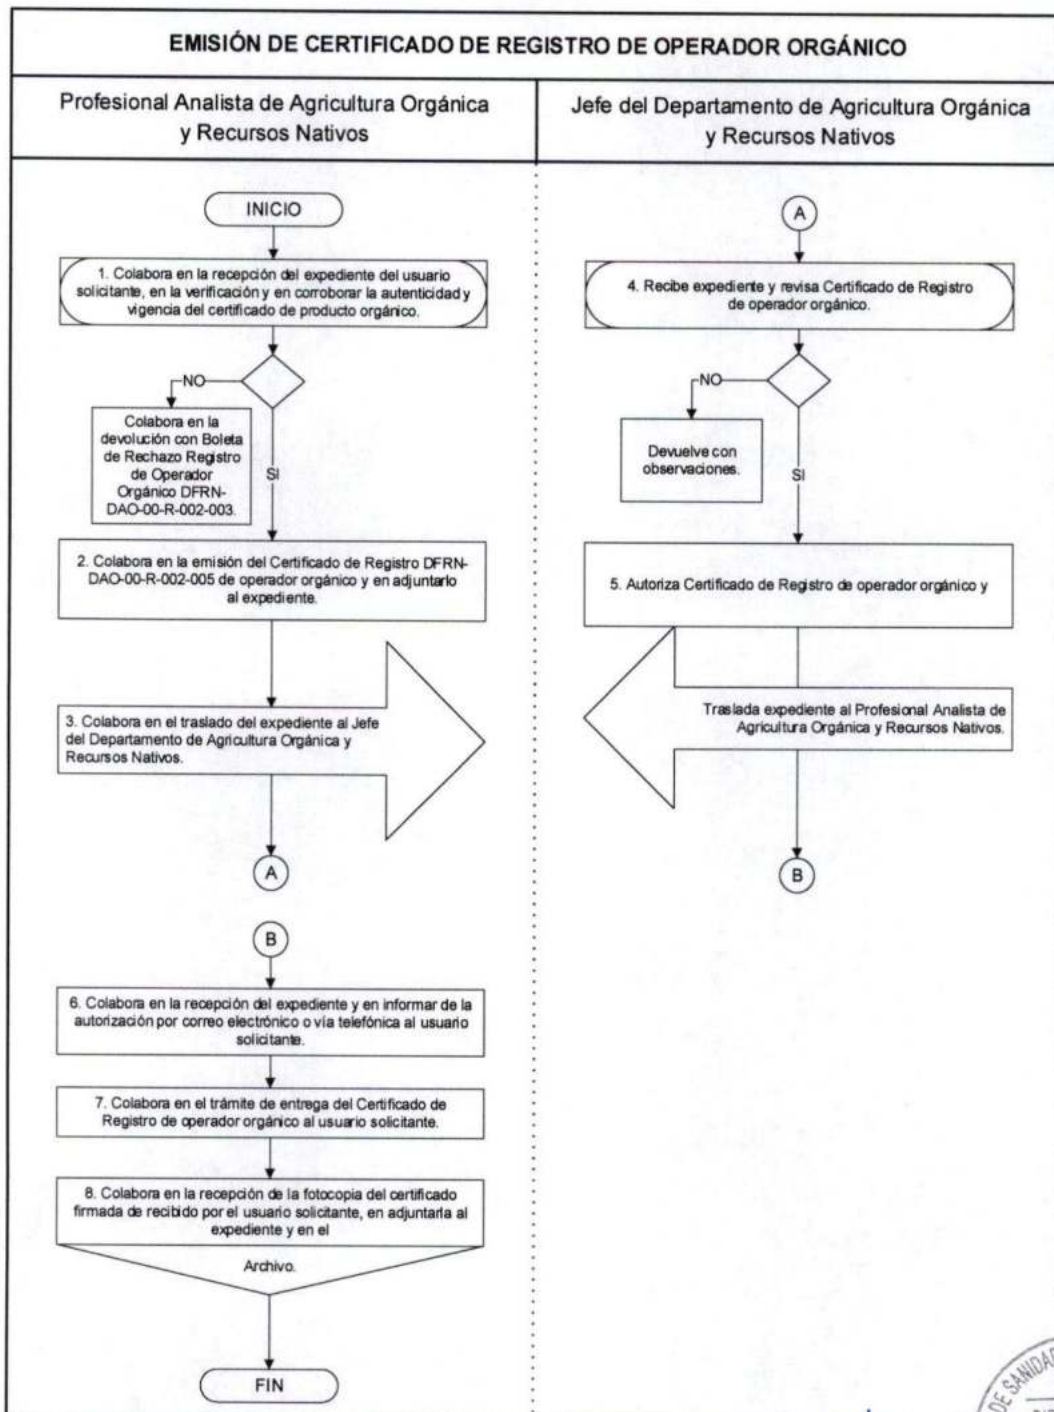 EMISIÓN DE CERTIFICADO DE REGISTRO DE OPERADOR ORGÁNICO
Profesional Analista de Agricultura Orgánica
y Recursos Nativos
Jefe del Departamento de Agricultura Orgánica
y Recursos Nativos
INICIO
1. Colabora en la recepción del expediente del usuario
solicitante, en la verificación y en corroborar la autenticidad y
vigencia del certificado de producto orgánico.
NO
Colabora en la
devolución con Boleta
de Rechazo Registro
de Operador
Orgánico DFRN-
DAO-00-R-002-003.
SI
2. Colabora en la emisión del Certificado de Registro DFRN-
DAO-00-R-002-005 de operador orgánico y en adjuntarlo
al expediente.
3. Colabora en el traslado del expediente al Jefe
del Departamento de Agricultura Orgánica y
Recursos Nativos.
A
A
4. Recibe expediente y revisa Certificado de Registro
de operador orgánico.
NO
Devuelve con
observaciones.
SI
5. Autoriza Certificado de Registro de operador orgánico y
Traslada expediente al Profesional Analista de
Agricultura Orgánica y Recursos Nativos.
B
B
6. Colabora en la recepción del expediente y en informar de la
autorización por correo electrónico o vía telefónica al usuario
solicitante.
7. Colabora en el trámite de entrega del Certificado de
Registro de operador orgánico al usuario solicitante.
8. Colabora en la recepción de la fotocopia del certificado
firmada de recibido por el usuario solicitante, en adjuntarla al
expediente y en el
Archivo.
FIN
DE SANIDAD